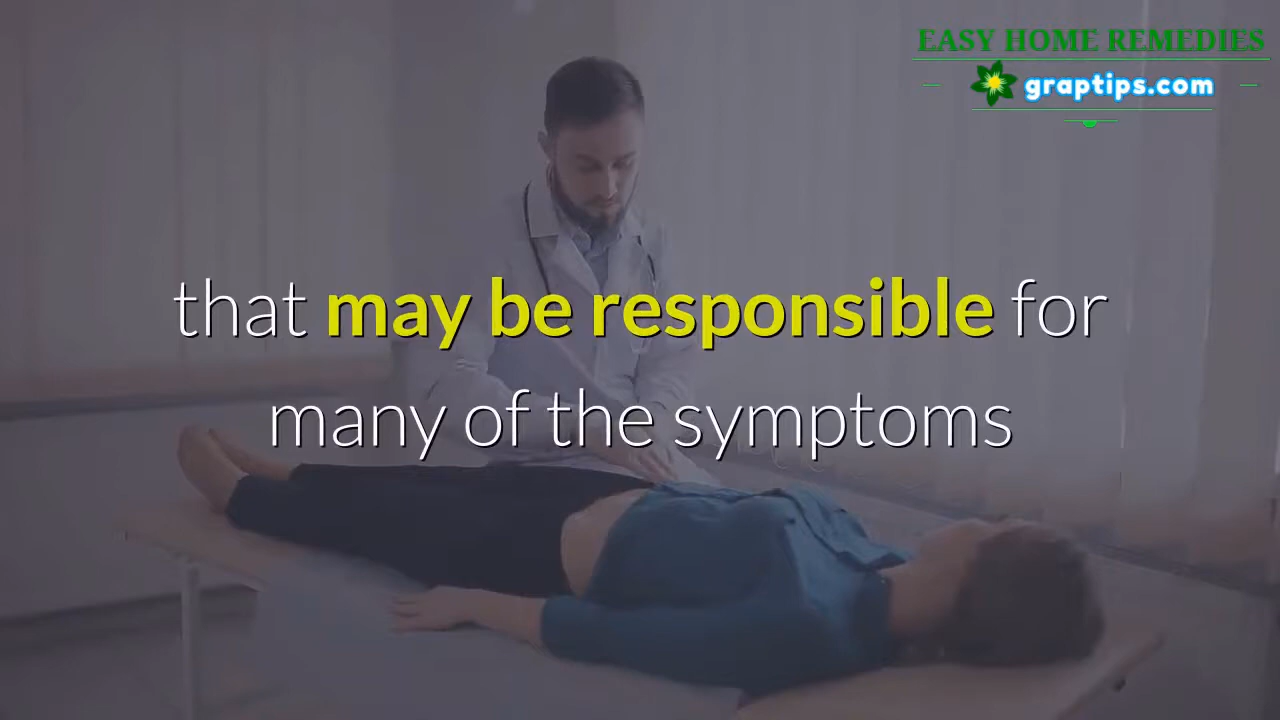 EASY HOME REMEDIES
graptips.com
that may be responsible for
many of the symptoms